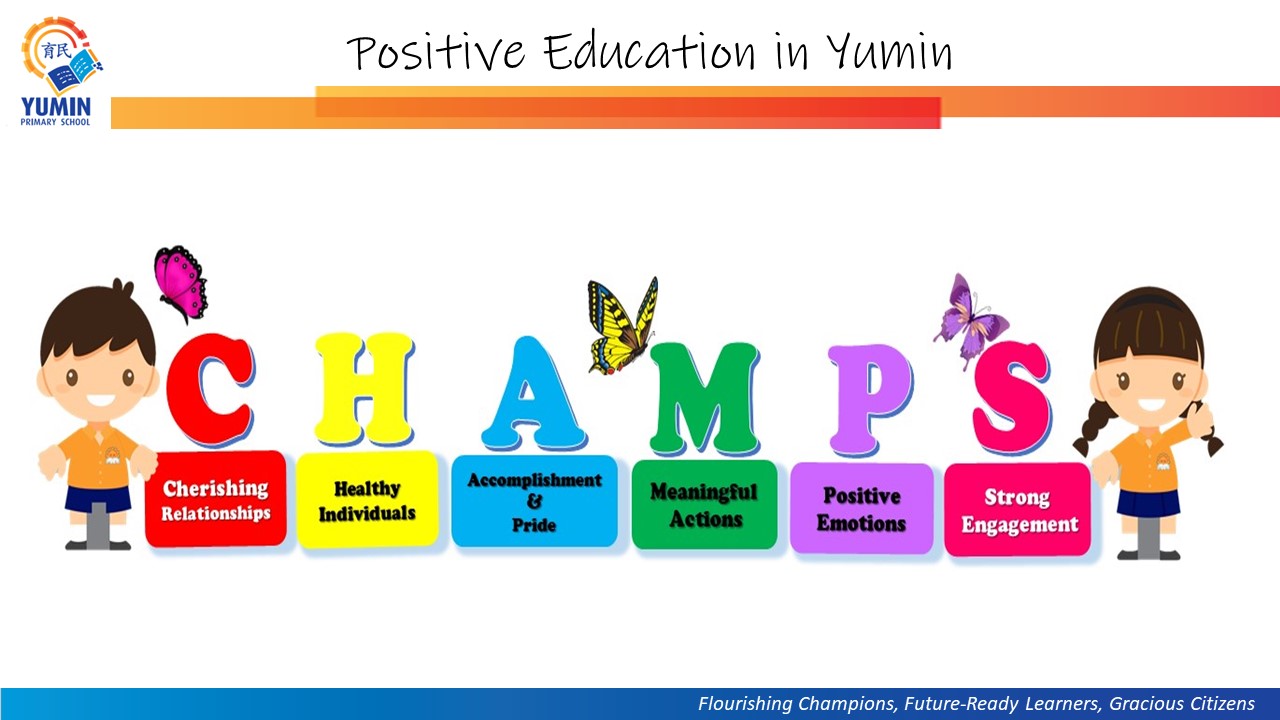 育民
YUMIN
PRIMARY SCHOOL
Positive Education in Yumin
C H A M P S
Cherishing
Relationships
Healthy
Individuals
Accomplishment
&
Pride
Meaningful
Actions
Positive
Emotions
Strong
Engagement
Flourishing Champions, Future-Ready Learners, Gracious Citizens